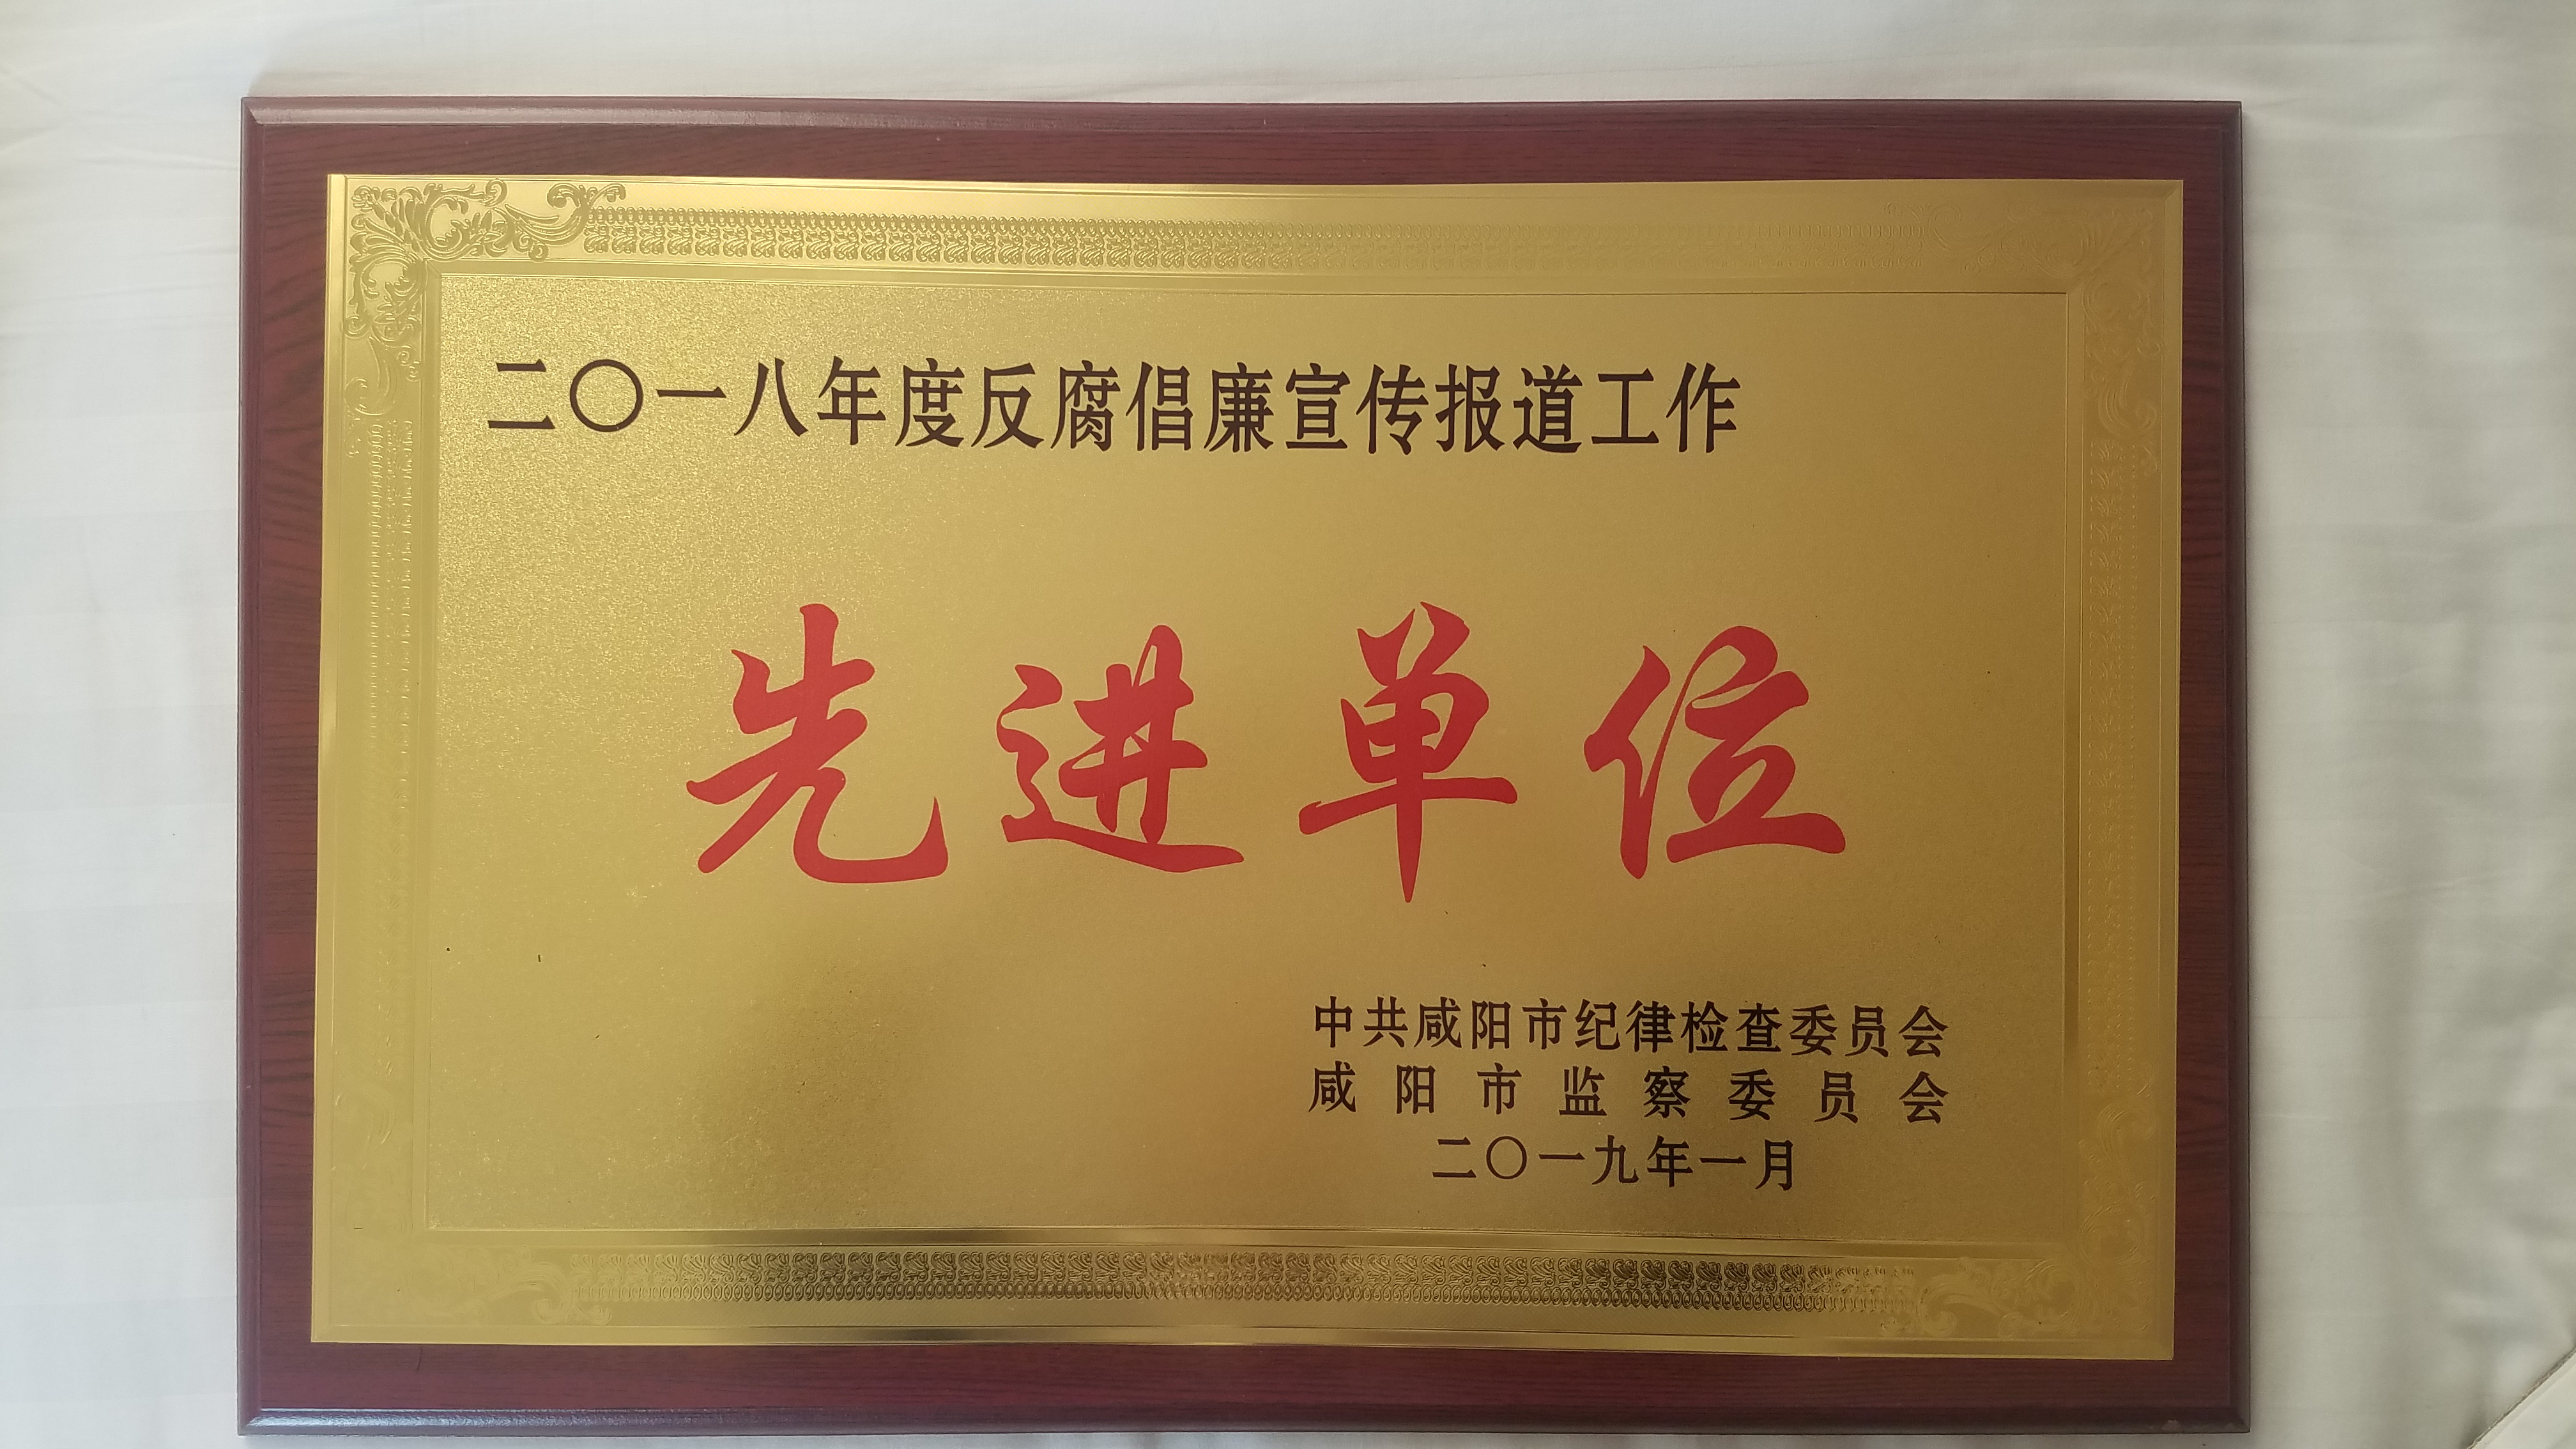 二〇一八年度反腐倡廉宣传报道工作
先进单位
中共咸阳市纪律检查委员会
咸阳市监察委员会
二〇一九年一月